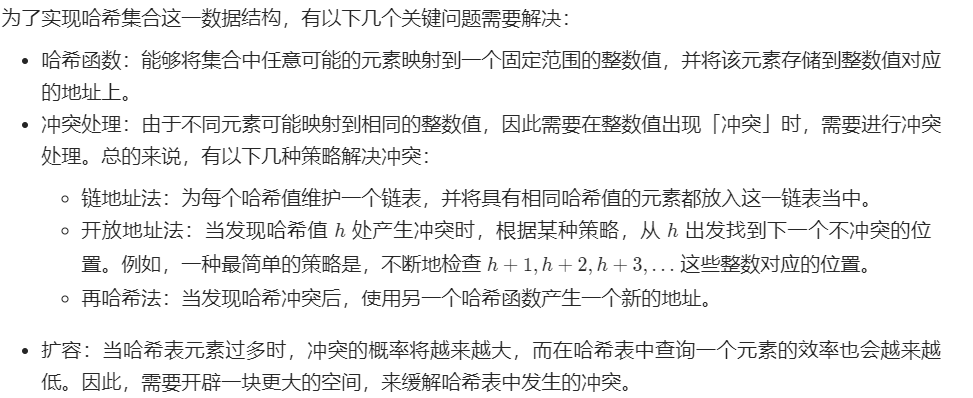 为了实现哈希集合这一数据结构，有以下几个关键问题需要解决：
• 哈希函数：能够将集合中任意可能的元素映射到一个固定范围的整数值，并将该元素存储到整数值对应
的地址上。
• 冲突处理：由于不同元素可能映射到相同的整数值，因此需要在整数值出现「冲突」时，需要进行冲突
处理。总的来说，有以下几种策略解决冲突：
◦ 链地址法：为每个哈希值维护一个链表，并将具有相同哈希值的元素都放入这一链表当中。
◦ 开放地址法：当发现哈希值 h 处产生冲突时，根据某种策略，从 h 出发找到下一个不冲突的位
置。例如，一种最简单的策略是，不断地检查 h + 1, h + 2, h + 3, … 这些整数对应的位置。
◦ 再哈希法：当发现哈希冲突后，使用另一个哈希函数产生一个新的地址。
• 扩容：当哈希表元素过多时，冲突的概率将越来越大，而在哈希表中查询一个元素的效率也会越来越
低。因此，需要开辟一块更大的空间，来缓解哈希表中发生的冲突。